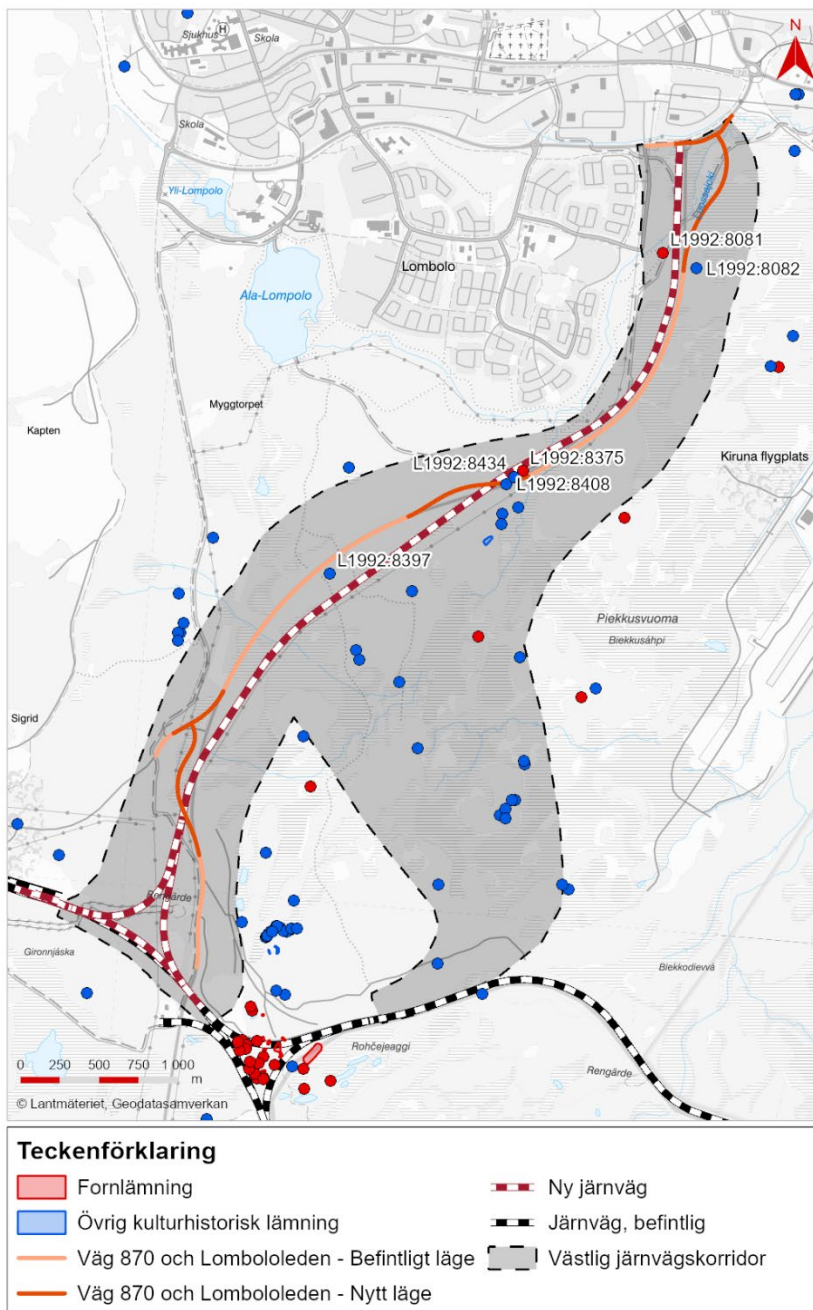 N
Sjukhus
H
Skola
Skola
Yli-Lompolo
Ala-Lompolo
Lombolo
L1992:8081
L1992:8082
Myggtorpet
Kapten
Kiruna flygplats
L1992:8434
L1992:8375
L1992:8408
L1992:8397
Piekkusvuoma
Biekkusáhpi
Sigrid
Rengärde
Gironnjáska
Biekkodievvá
Rohčejeaggi
Rengärde
0 250 500 750 1 000
m
© Lantmäteriet, Geodatasamverkan
Teckenförklaring
Fornlämning
Ny järnväg
Övrig kulturhistorisk lämning
Järnväg, befintlig
Väg 870 och Lombololeden - Befintligt läge
Västlig järnvägskorridor
Väg 870 och Lombololeden - Nytt läge